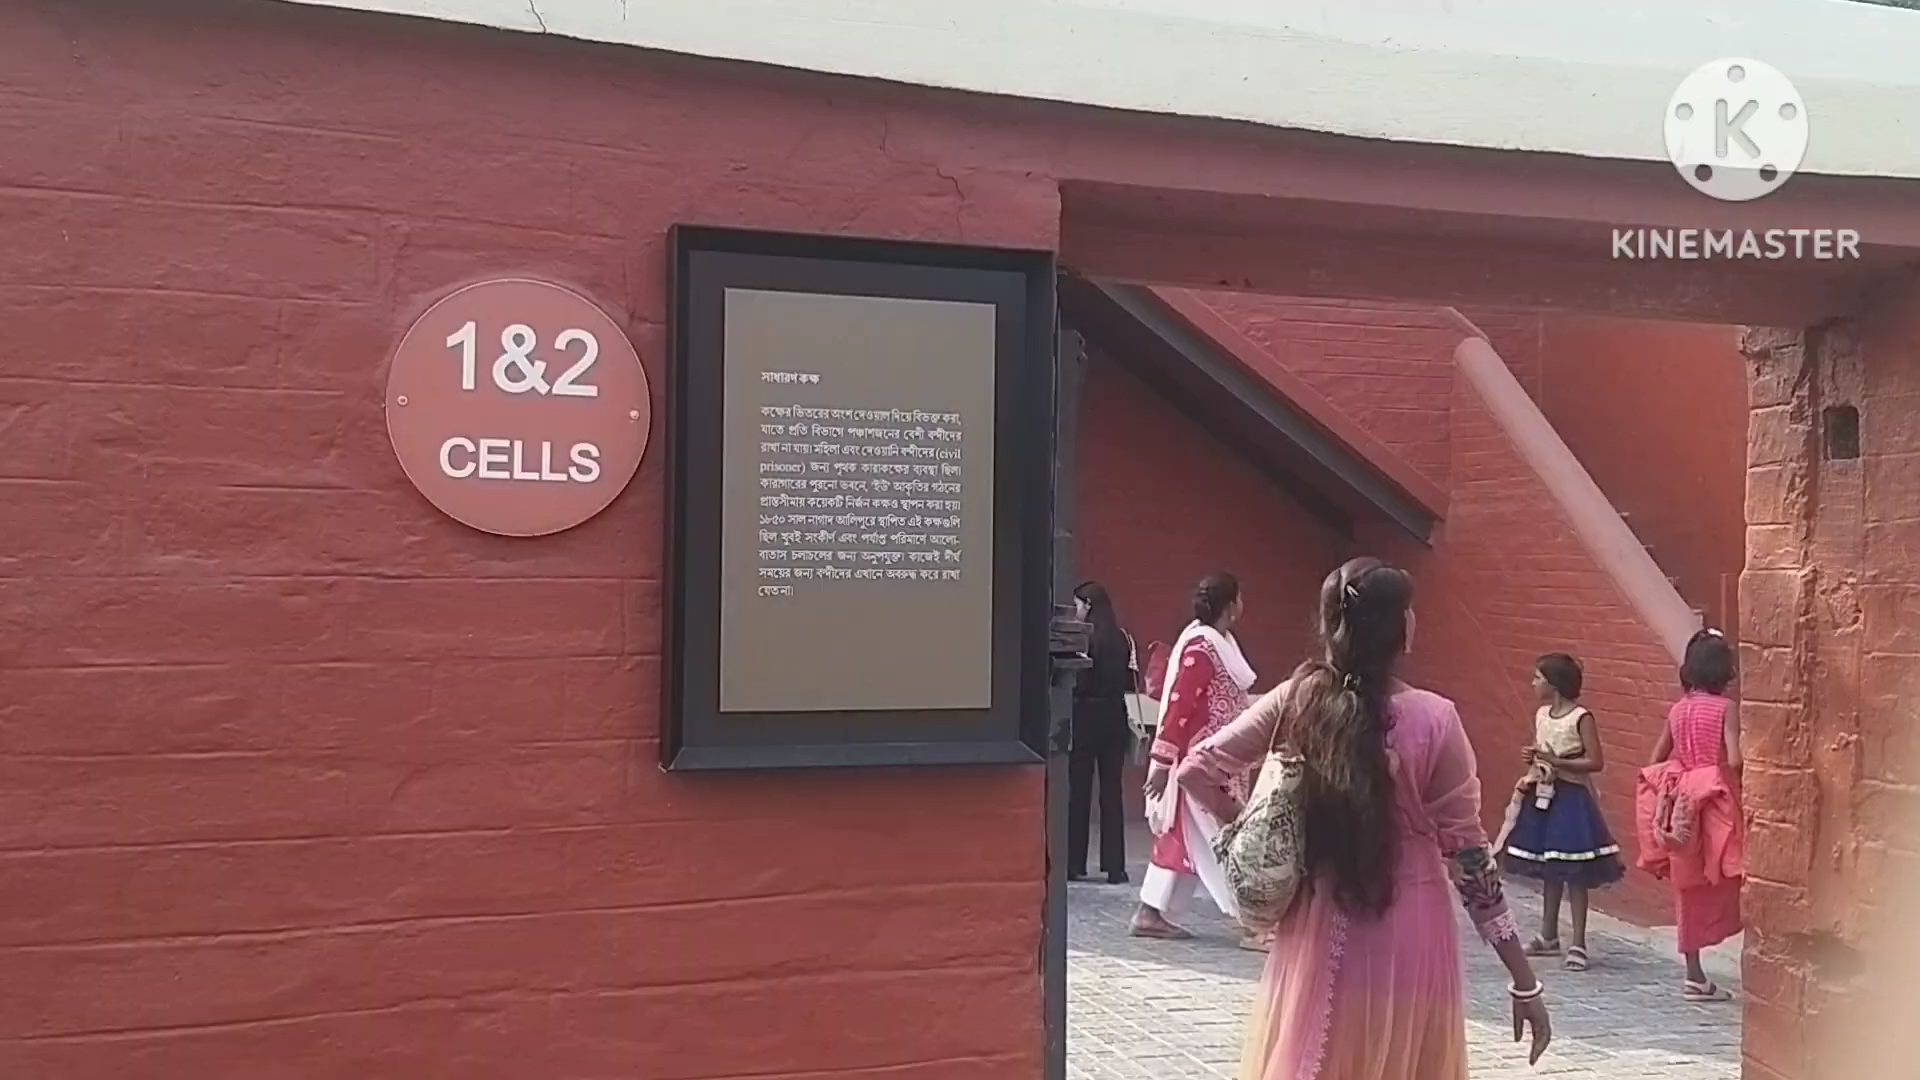 1&2
CELLS
সাধারণ কক্ষ
কক্ষের ভিতরের অংশ দেওয়াল দিয়ে বিভক্ত করা,
যাতে প্রতি বিভাগে পঞ্চাশজনের বেশী বন্দীদের
রাখা না যায়। মহিলা এবং দেওয়ানি বন্দীদের (civil
prisoner) জন্য পৃথক কারাকক্ষের ব্যবস্থা ছিল।
কারাগারের পুরনো ভবনে, ‘ইউ’ আকৃতির গঠনের
প্রান্তসীমায় কয়েকটি নির্জন কক্ষও স্থাপন করা হয়।
১৮৫০ সাল নাগাদ আলিপুরে স্থাপিত এই কক্ষগুলি
ছিল খুবই সংকীর্ণ এবং পর্যাপ্ত পরিমাণে আলো-
বাতাস চলাচলের জন্য অনুপযুক্ত। কাজেই দীর্ঘ
সময়ের জন্য বন্দীদের এখানে অবরুদ্ধ করে রাখা
যেত না।
K
KINEMASTER